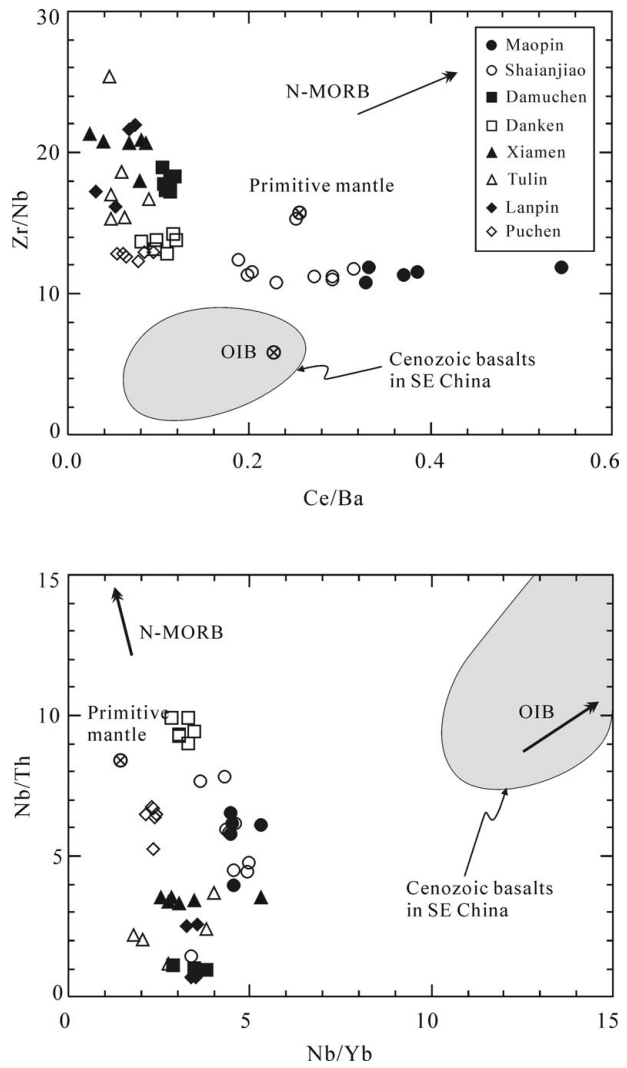 30
20
10
0
Zr/Nb
N-MORB
Primitive mantle
OIB
Cenozoic basalts
in SE China
Maopin
Shaianjiao
Damuchen
Danken
Xiamen
Tulin
Lanpin
Puchen
0.0
0.2
0.4
0.6
Ce/Ba
15
10
5
0
Nb/Th
N-MORB
Primitive
mantle
OIB
Cenozoic basalts
in SE China
0
5
10
15
Nb/Yb